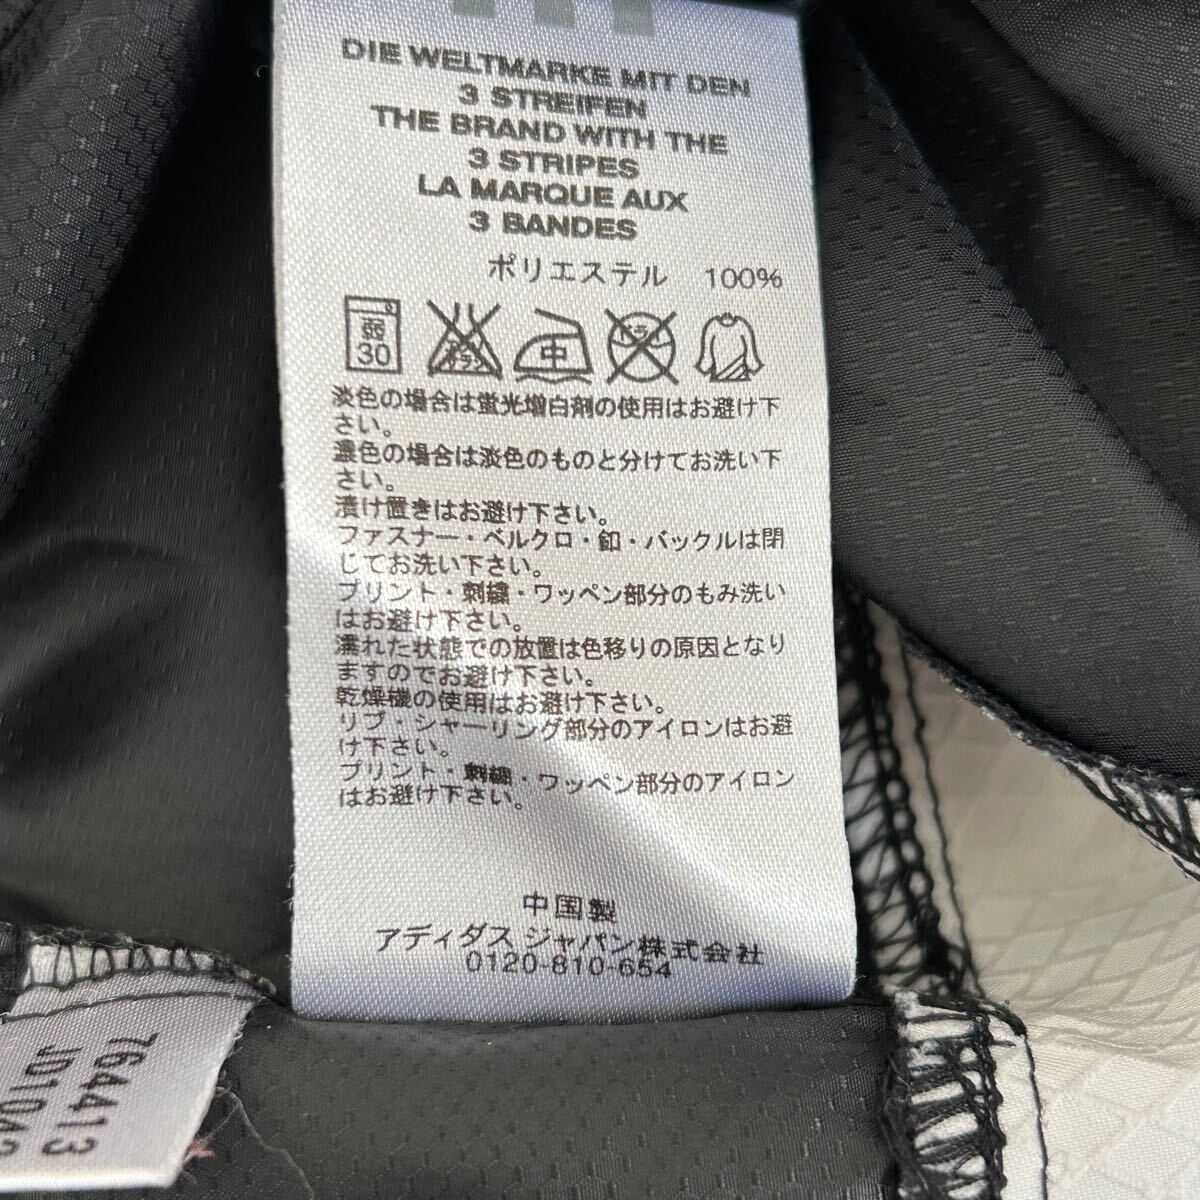 DIE WELTMARKE MIT DEN
3 STREIFEN
THE BRAND WITH THE
3 STRIPES
LA MARQUE AUX
3 BANDES
ポリエステル 100%
弱
30
中
淡色の場合は蛍光増白剤の使用はお避け下
さい。
濃色の場合は淡色のものと分けてお洗い下
さい。
漬け置きはお避け下さい。
ファスナー・ベルクロ・釦・バックルは閉
じてお洗い下さい。
プリント・刺繍・ワッペン部分のもみ洗い
はお避け下さい。
濡れた状態での放置は色移りの原因となり
ますのでお避け下さい。
乾燥機の使用はお避け下さい。
リブ・シャーリング部分のアイロンはお避
け下さい。
プリント・刺繍・ワッペン部分のアイロン
はお避け下さい。
中国製
アディダス ジャパン株式会社
0120-810-654
764413
JD1042